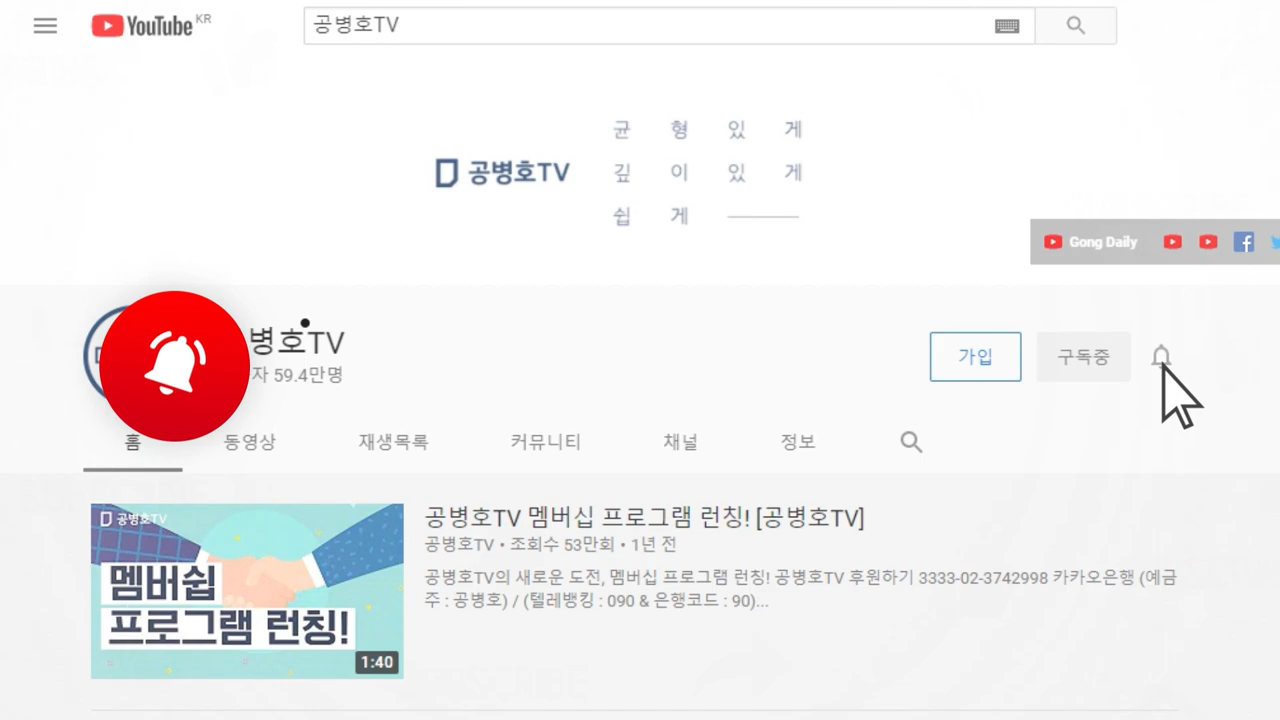 YouTube KR
공병호TV
균 형 있 게
공병호TV
깊 이 있 게
쉽 게
Gong Daily
병호TV
자 59.4만명
가입
구독중
홈
동영상
재생목록
커뮤니티
채널
정보
공병호TV
멤버쉽
프로그램 런칭!
1:40
공병호TV 멤버십 프로그램 런칭! [공병호TV]
공병호TV • 조회수 53만회 • 1년 전
공병호TV의 새로운 도전, 멤버십 프로그램 런칭! 공병호TV 후원하기 3333-02-3742998 카카오은행 (예금
주 : 공병호) / (텔레뱅킹 : 090 & 은행코드 : 90)...